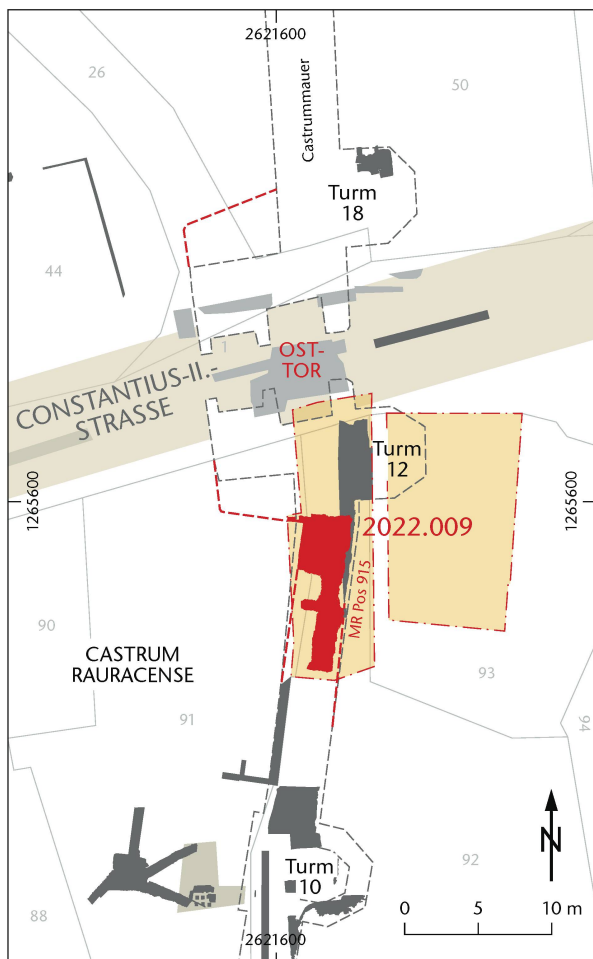 2621600
26
Castrummauer
50
Turm
18
44
1
OST-
TOR
CONSTANTIUS-II.-
STRASSE
Turm
12
1265600
1265600
2022.009
MR Pos 915
90
CASTRUM
RAURACENSE
93
91
94
N
Turm
10
92
88
0 5 10 m
2621600